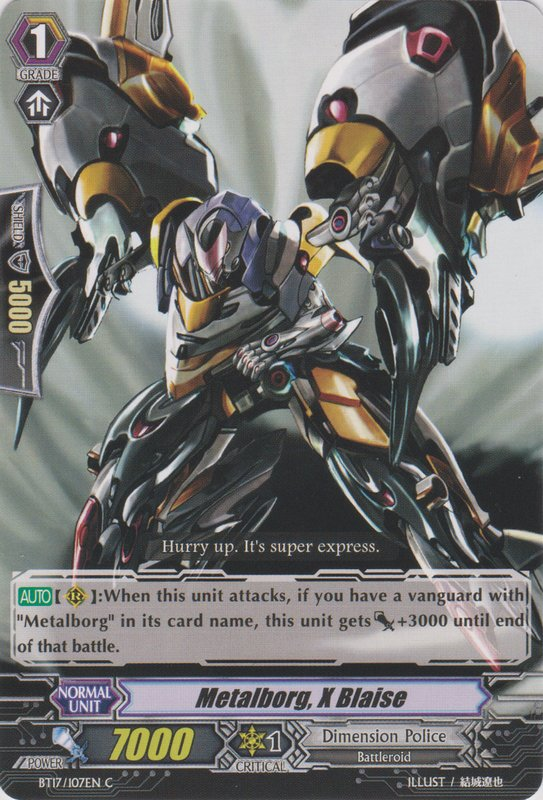 1
GRADE
SHIELD
5000
Hurry up. It's super express.
AUTO【R】:When this unit attacks, if you have a vanguard with
"Metalborg" in its card name, this unit gets +3000 until end
of that battle.
NORMAL
UNIT
Metalborg, X Blaise
POWER
7000
1
CRITICAL
Dimension Police
Battleroid
BT17/107EN C
ILLUST / 結城遼也